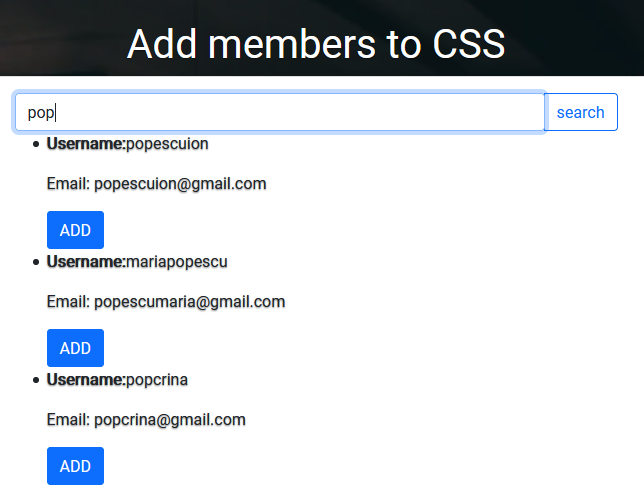 Add members to CSS
pop
search
Username:popescuion
Email: popescuion@gmail.com
ADD
Username:mariapopescu
Email: popescumaria@gmail.com
ADD
Username:popcrina
Email: popcrina@gmail.com
ADD